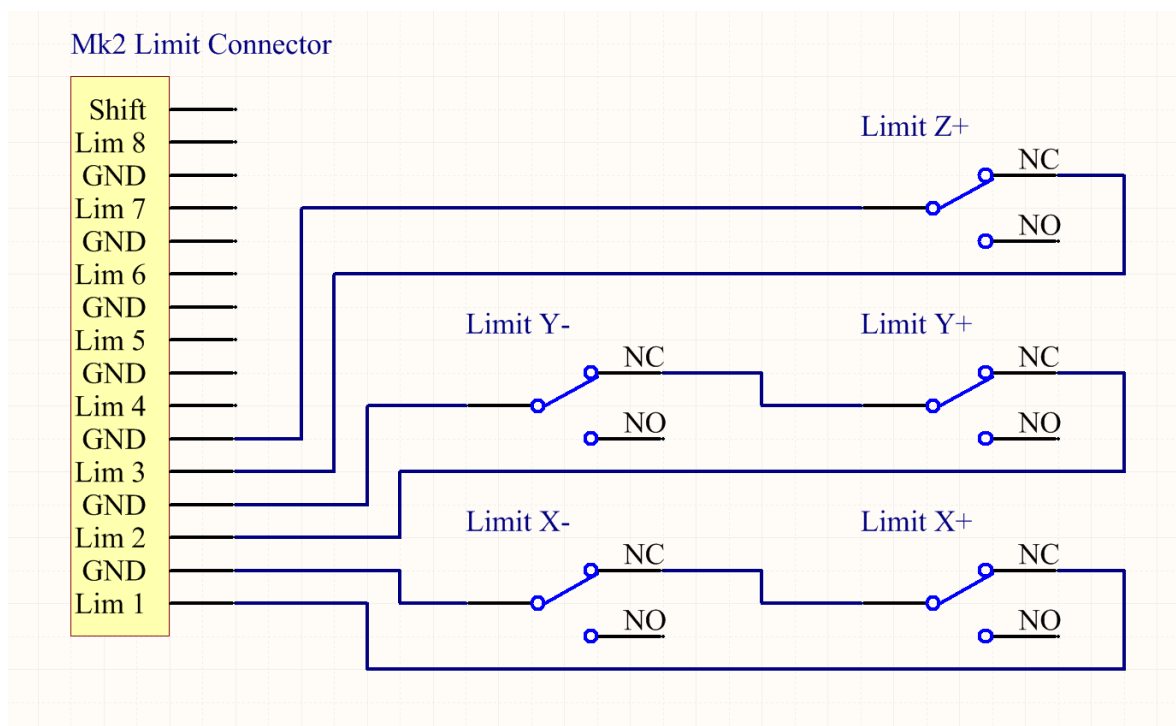 Mk2 Limit Connector
Shift
Lim 8
GND
Lim 7
GND
Lim 6
GND
Lim 5
GND
Lim 4
GND
Lim 3
GND
Lim 2
GND
Lim 1
Limit Z+
NC
NO
Limit Y-
NC
NO
Limit Y+
NC
NO
Limit X-
NC
NO
Limit X+
NC
NO